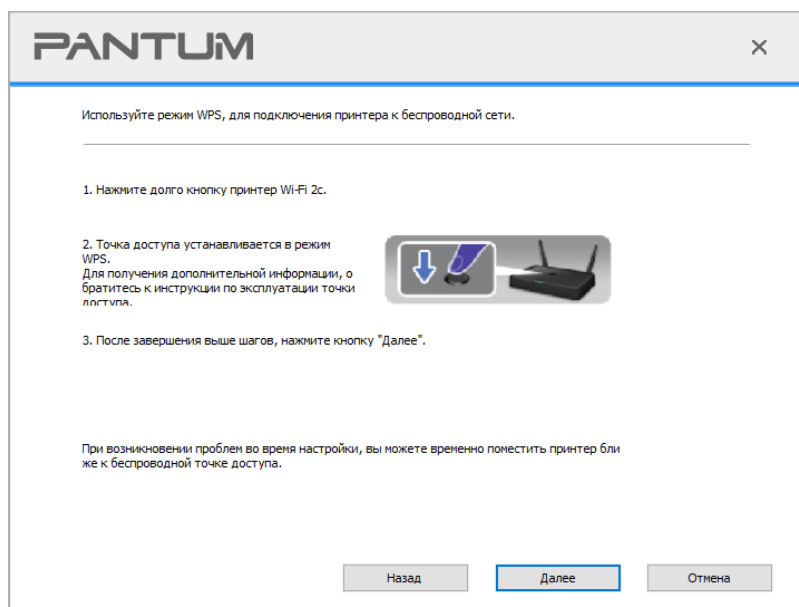 PANTUM
Используйте режим WPS, для подключения принтера к беспроводной сети.
1. Нажмите долго кнопку принтер Wi-Fi 2с.
2. Точка доступа устанавливается в режим
WPS.
Для получения дополнительной информации, о
братитесь к инструкции по эксплуатации точки
доступа.
3. После завершения выше шагов, нажмите кнопку "Далее".
При возникновении проблем во время настройки, вы можете временно поместить принтер бли
же к беспроводной точке доступа.
Назад Далее Отмена